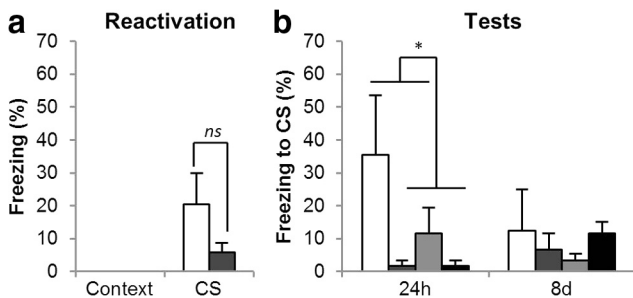 a Reactivation
Freezing (%)
70
60
50
40
30
20
10
0
ns
Context CS
b Tests
Freezing to CS (%)
70
60
50
40
30
20
10
0
*
24h 8d